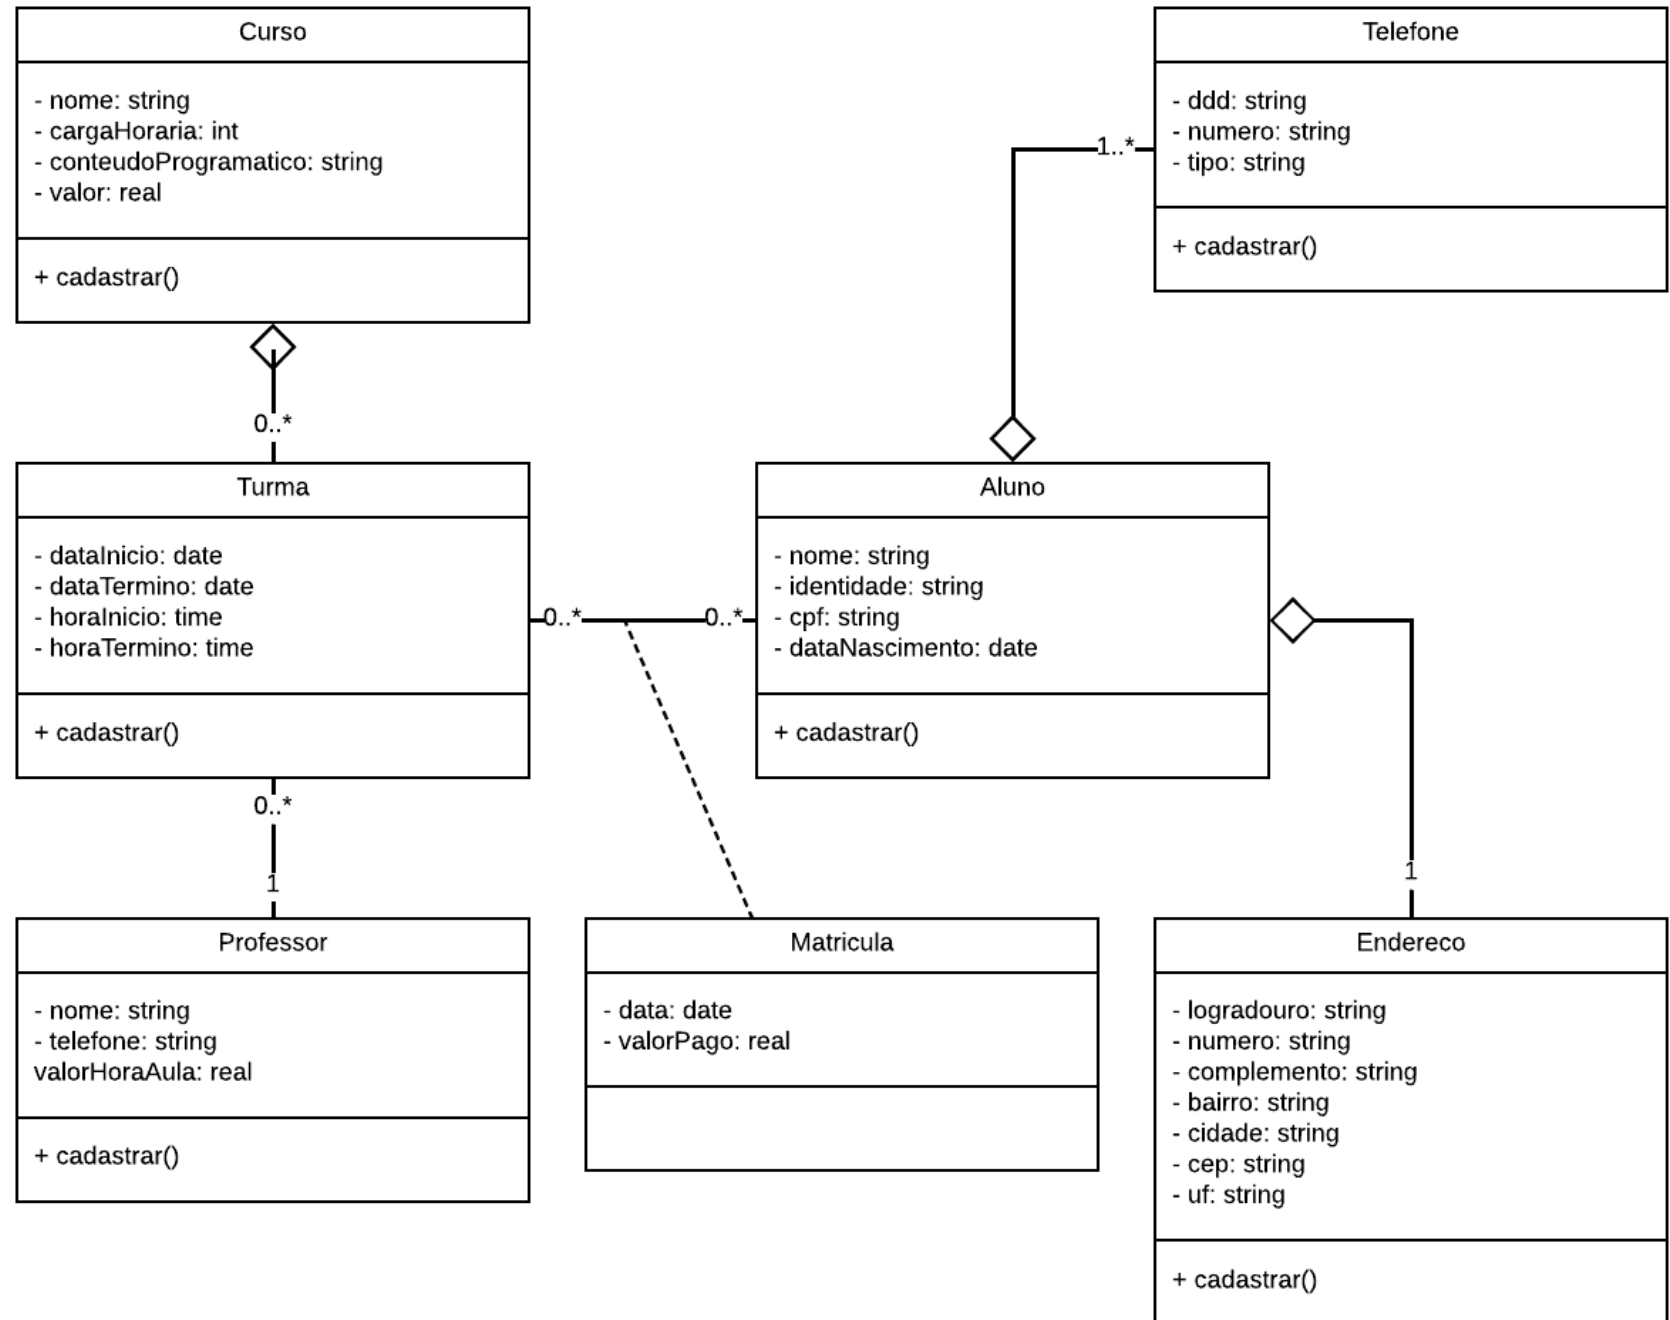 Curso
- nome: string
- cargaHoraria: int
- conteudoProgramatico: string
- valor: real
+ cadastrar()
Telefone
- ddd: string
- numero: string
- tipo: string
+ cadastrar()
1..*
0..*
Turma
- dataInicio: date
- dataTermino: date
- horaInicio: time
- horaTermino: time
+ cadastrar()
0..*
0..*
Aluno
- nome: string
- identidade: string
- cpf: string
- dataNascimento: date
+ cadastrar()
0..*
1
1
Professor
- nome: string
- telefone: string
valorHoraAula: real
+ cadastrar()
Matricula
- data: date
- valorPago: real
Endereco
- logradouro: string
- numero: string
- complemento: string
- bairro: string
- cidade: string
- cep: string
- uf: string
+ cadastrar()